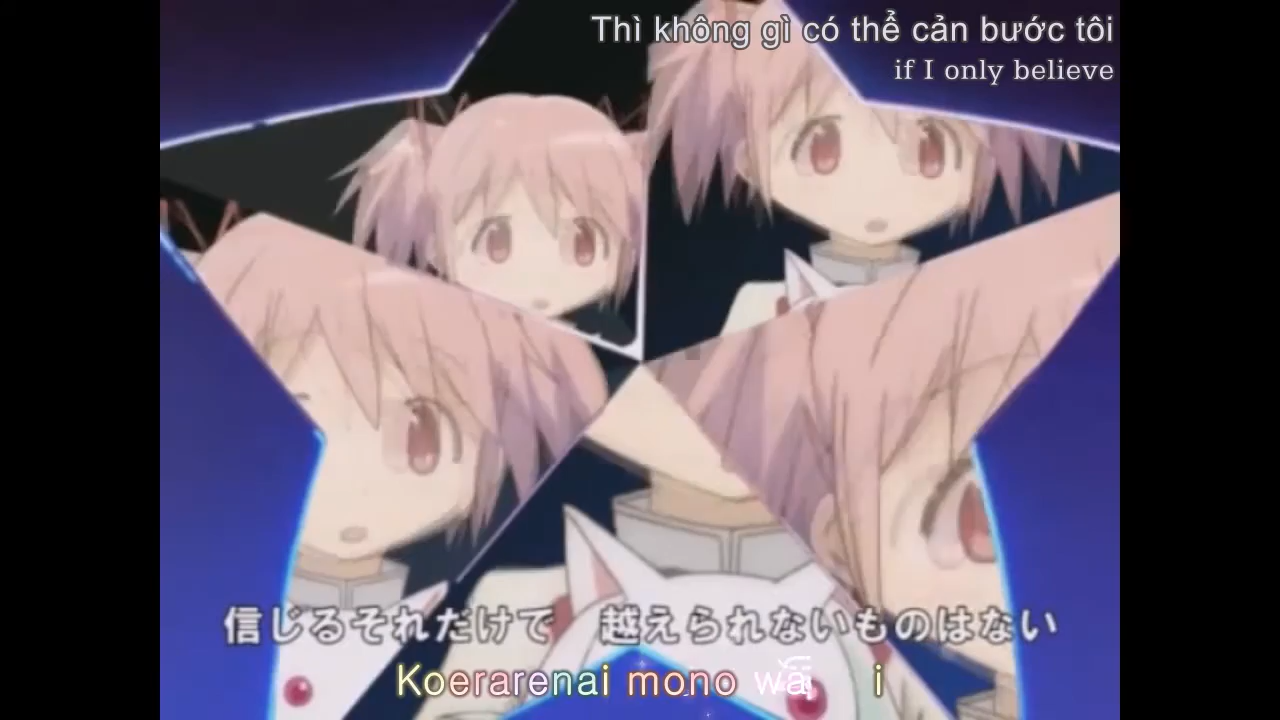 Thì không gì có thể cản bước tôi
if I only believe
信じるそれだけで　越えられないものはない
Koerarenai mono wa i